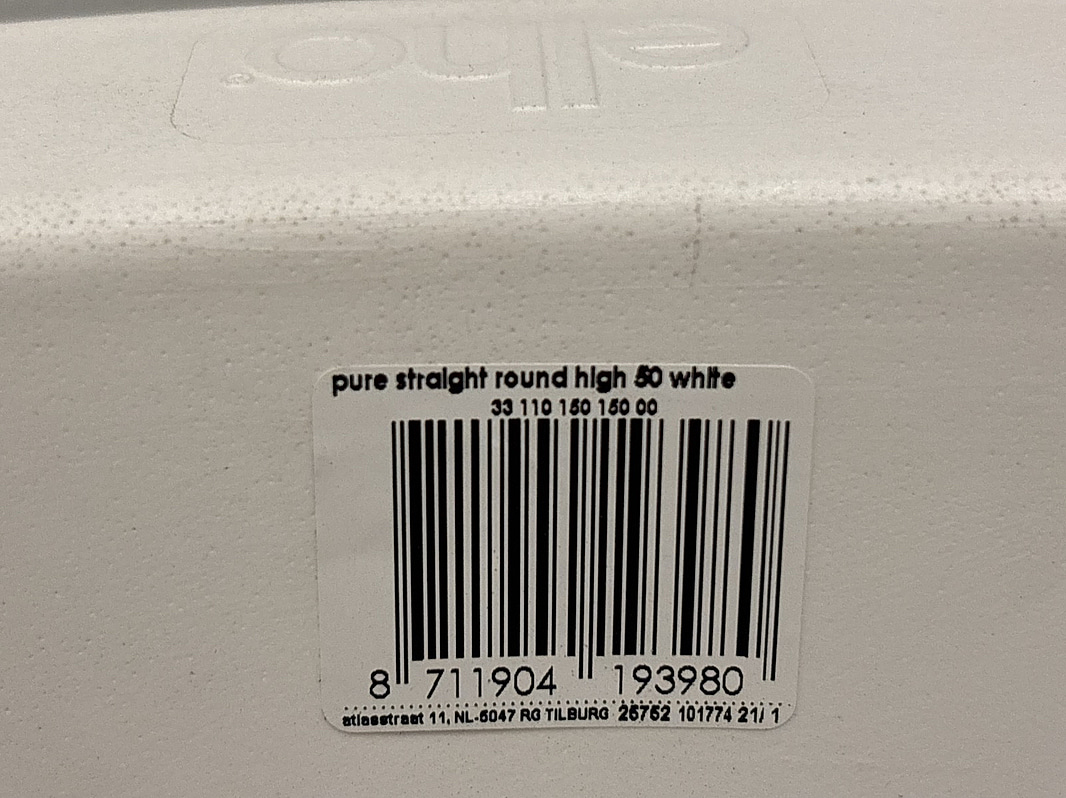 elho®
pure straight round high 50 white
33 110 150 150 00
8 711904 193980
atlasstraat 11, NL-5047 RG TILBURG 25752 101774 21/ 1